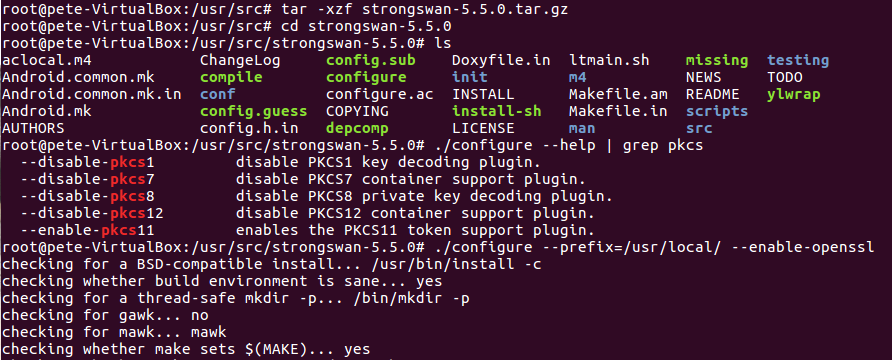 root@pete-VirtualBox:/usr/src# tar -xzf strongswan-5.5.0.tar.gz
root@pete-VirtualBox:/usr/src# cd strongswan-5.5.0
root@pete-VirtualBox:/usr/src/strongswan-5.5.0# ls
aclocal.m4 ChangeLog config.sub Doxyfile.in ltmain.sh missing testing
Android.common.mk compile configure init m4 NEWS TODO
Android.common.mk.in conf configure.ac INSTALL Makefile.am README ylwrap
Android.mk config.guess COPYING install-sh Makefile.in scripts
AUTHORS config.h.in depcomp LICENSE man src
root@pete-VirtualBox:/usr/src/strongswan-5.5.0# ./configure --help | grep pkcs
--disable-pkcs1 disable PKCS1 key decoding plugin.
--disable-pkcs7 disable PKCS7 container support plugin.
--disable-pkcs8 disable PKCS8 private key decoding plugin.
--disable-pkcs12 disable PKCS12 container support plugin.
--enable-pkcs11 enables the PKCS11 token support plugin.
root@pete-VirtualBox:/usr/src/strongswan-5.5.0# ./configure --prefix=/usr/local/ --enable-openssl
checking for a BSD-compatible install... /usr/bin/install -c
checking whether build environment is sane... yes
checking for a thread-safe mkdir -p... /bin/mkdir -p
checking for gawk... no
checking for mawk... mawk
checking whether make sets $(MAKE)... yes